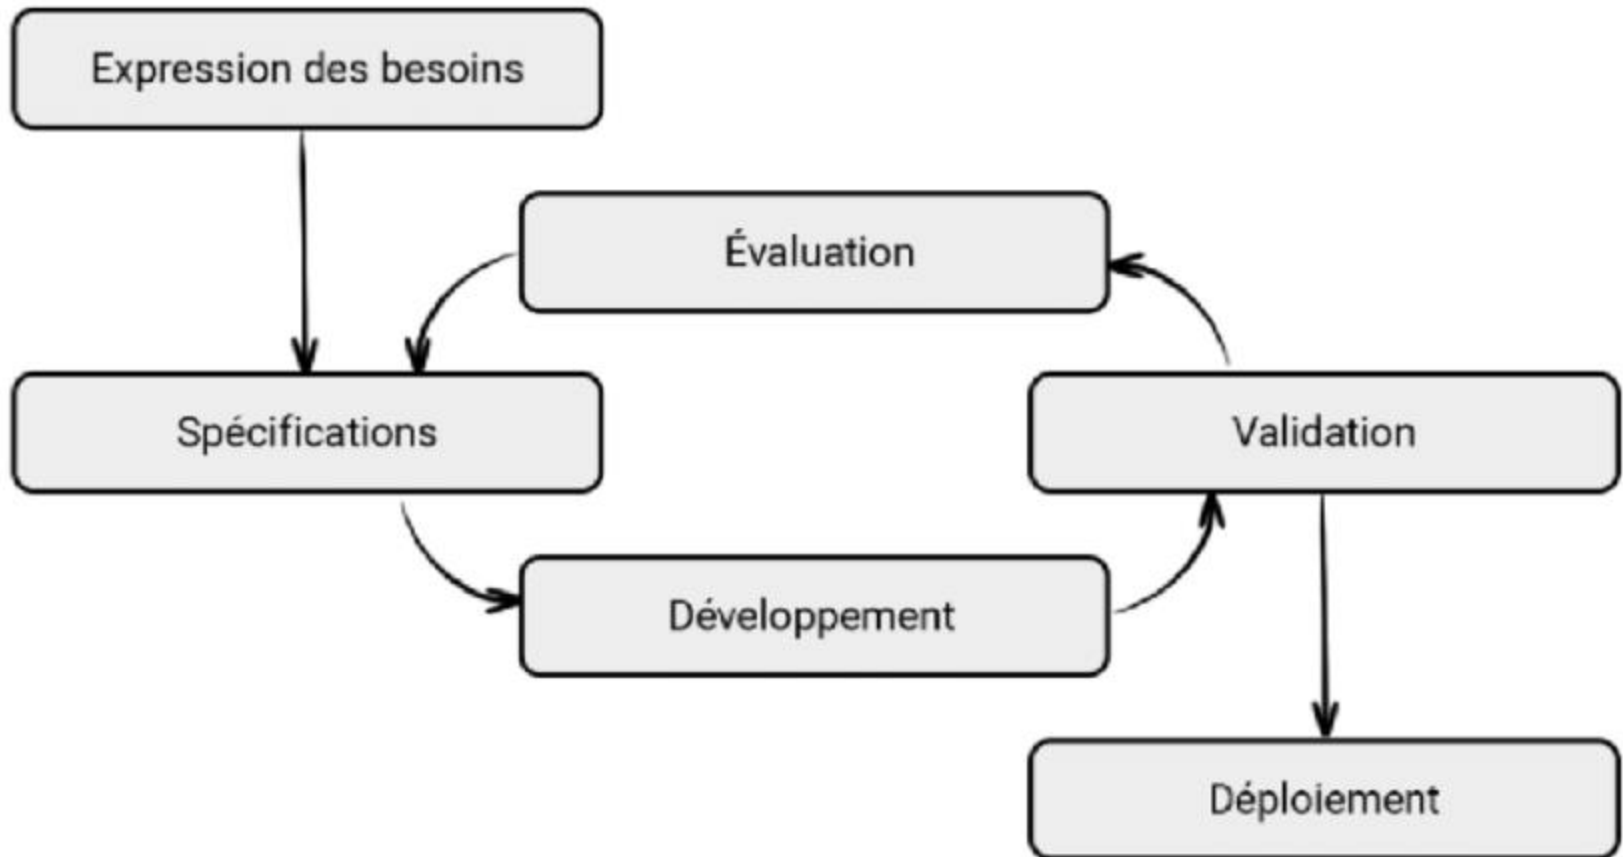 Expression des besoins
Évaluation
Spécifications
Validation
Développement
Déploiement